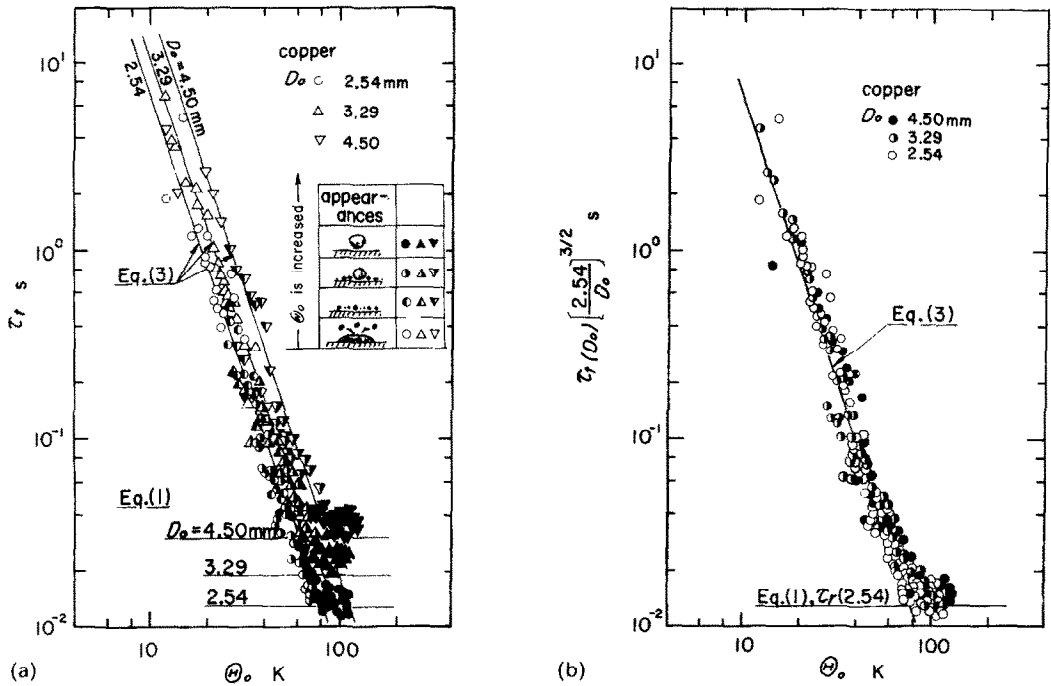 copper
D₀ ○ 2.54mm
△ 3.29
▽ 4.50
D₀=4.50mm
3.29
2.54
appear-
ances
Θ₀ is increased
Eq.(3)
Eq.(1)
D₀=4.50mm
3.29
2.54
10¹
10⁰
10⁻¹
10⁻²
τt s
10
100
Θ₀ K
(a)
copper
D₀ ● 4.50mm
◑ 3.29
○ 2.54
10¹
10⁰
10⁻¹
10⁻²
τt(D₀)[2.54/D₀]^3/2 s
Eq.(3)
Eq.(1),τr(2.54)
10
100
Θ₀ K
(b)